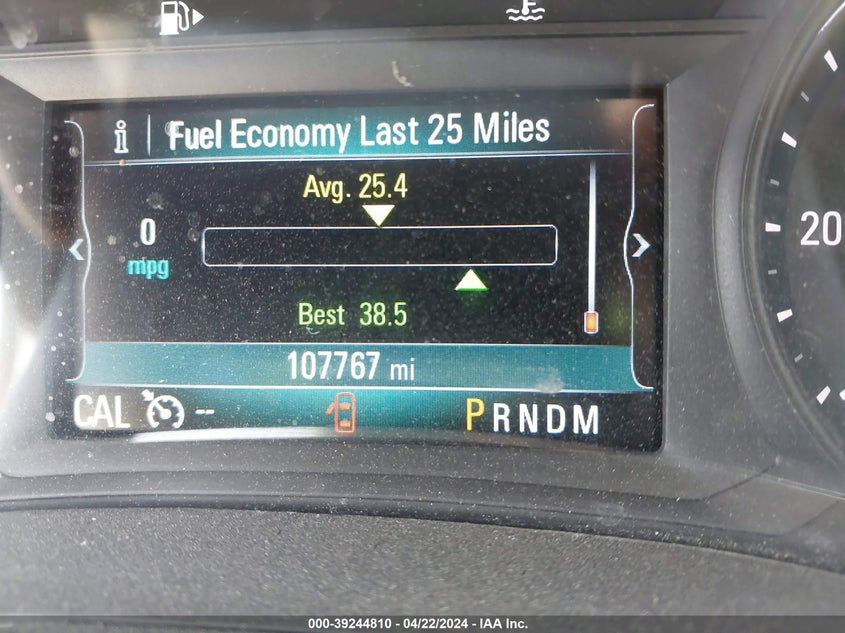 i | Fuel Economy Last 25 Miles
Avg. 25.4
0
mpg
Best 38.5
107767 mi
CAL -- PRNDM
20
000-39244810 - 04/22/2024 - IAA Inc.